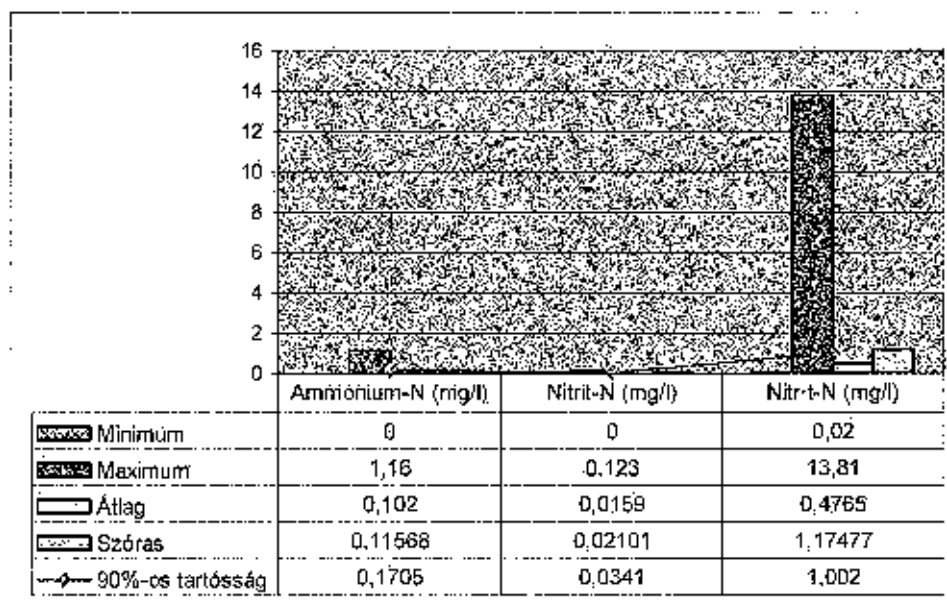 16
14
12
10
8
6
4
2
0
Ammónium-N (mg/l) Nitrit-N (mg/l) Nitr-t-N (mg/l)
Minimum 0 0 0,02
Maximum 1,16 0,123 13,81
Átlag 0,102 0,0159 0,4765
Szóras 0,11568 0,02101 1,17477
90%-os tartósság 0,1705 0,0341 1,002